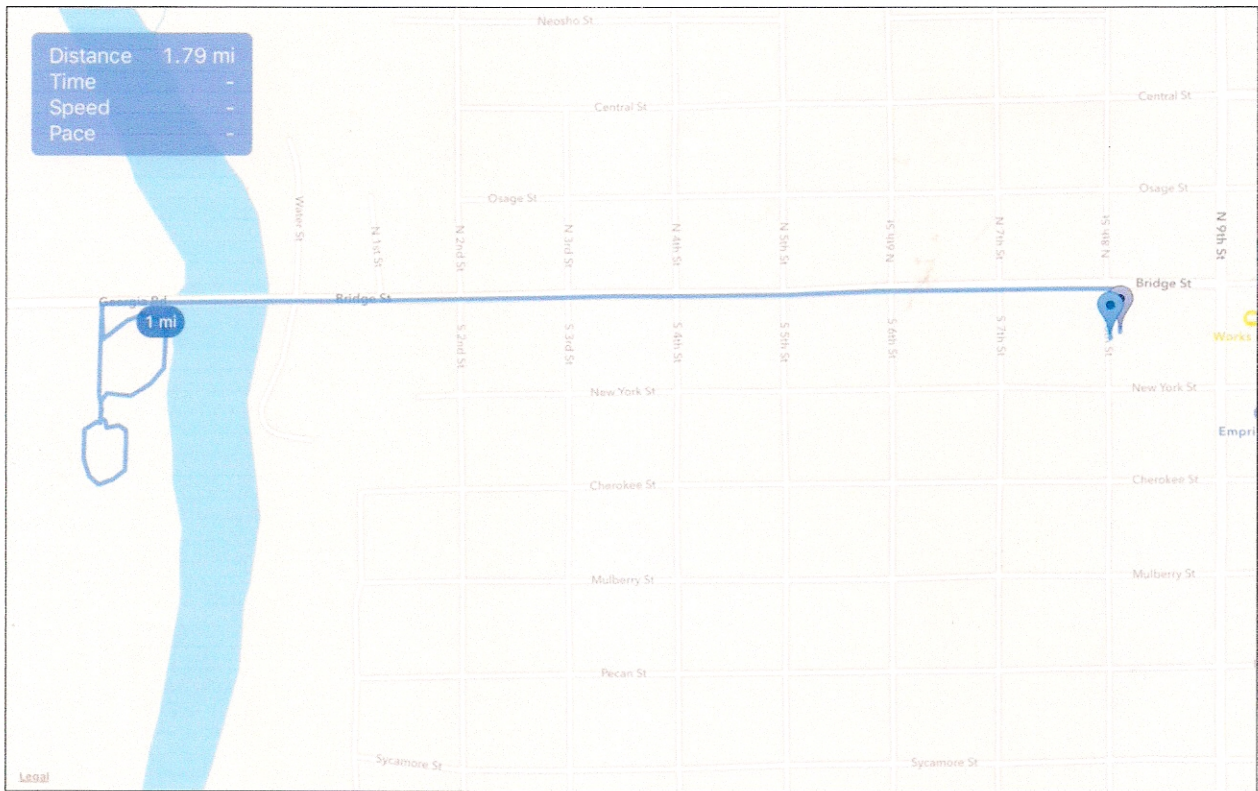 Neosho St
Distance 1.79 mi
Time -
Speed -
Pace -
Central St
Central St
Osage St
Osage St
Water St
N 1st St
N 2nd St
N 3rd St
N 4th St
N 5th St
N 6th St
N 7th St
N 8th St
N 9th St
Georgia Rd
Bridge St
Bridge St
1 mi
S 2nd St
S 3rd St
S 4th St
S 5th St
S 6th St
S 7th St
St
Works
New York St
New York St
Empri
Cherokee St
Cherokee St
Mulberry St
Mulberry St
Pecan St
Sycamore St
Sycamore St
Legal